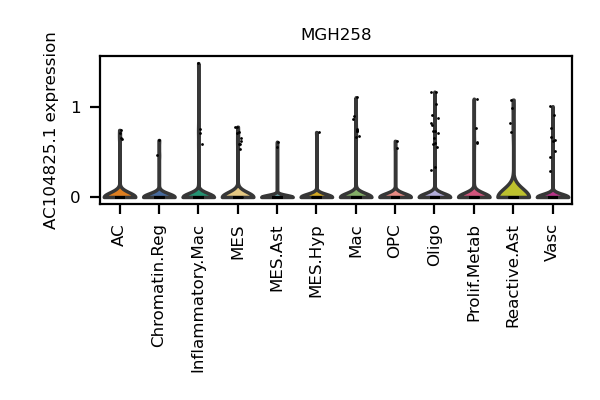 MGH258
AC104825.1 expression
1
0
AC
Chromatin.Reg
Inflammatory.Mac
MES
MES.Ast
MES.Hyp
Mac
OPC
Oligo
Prolif.Metab
Reactive.Ast
Vasc